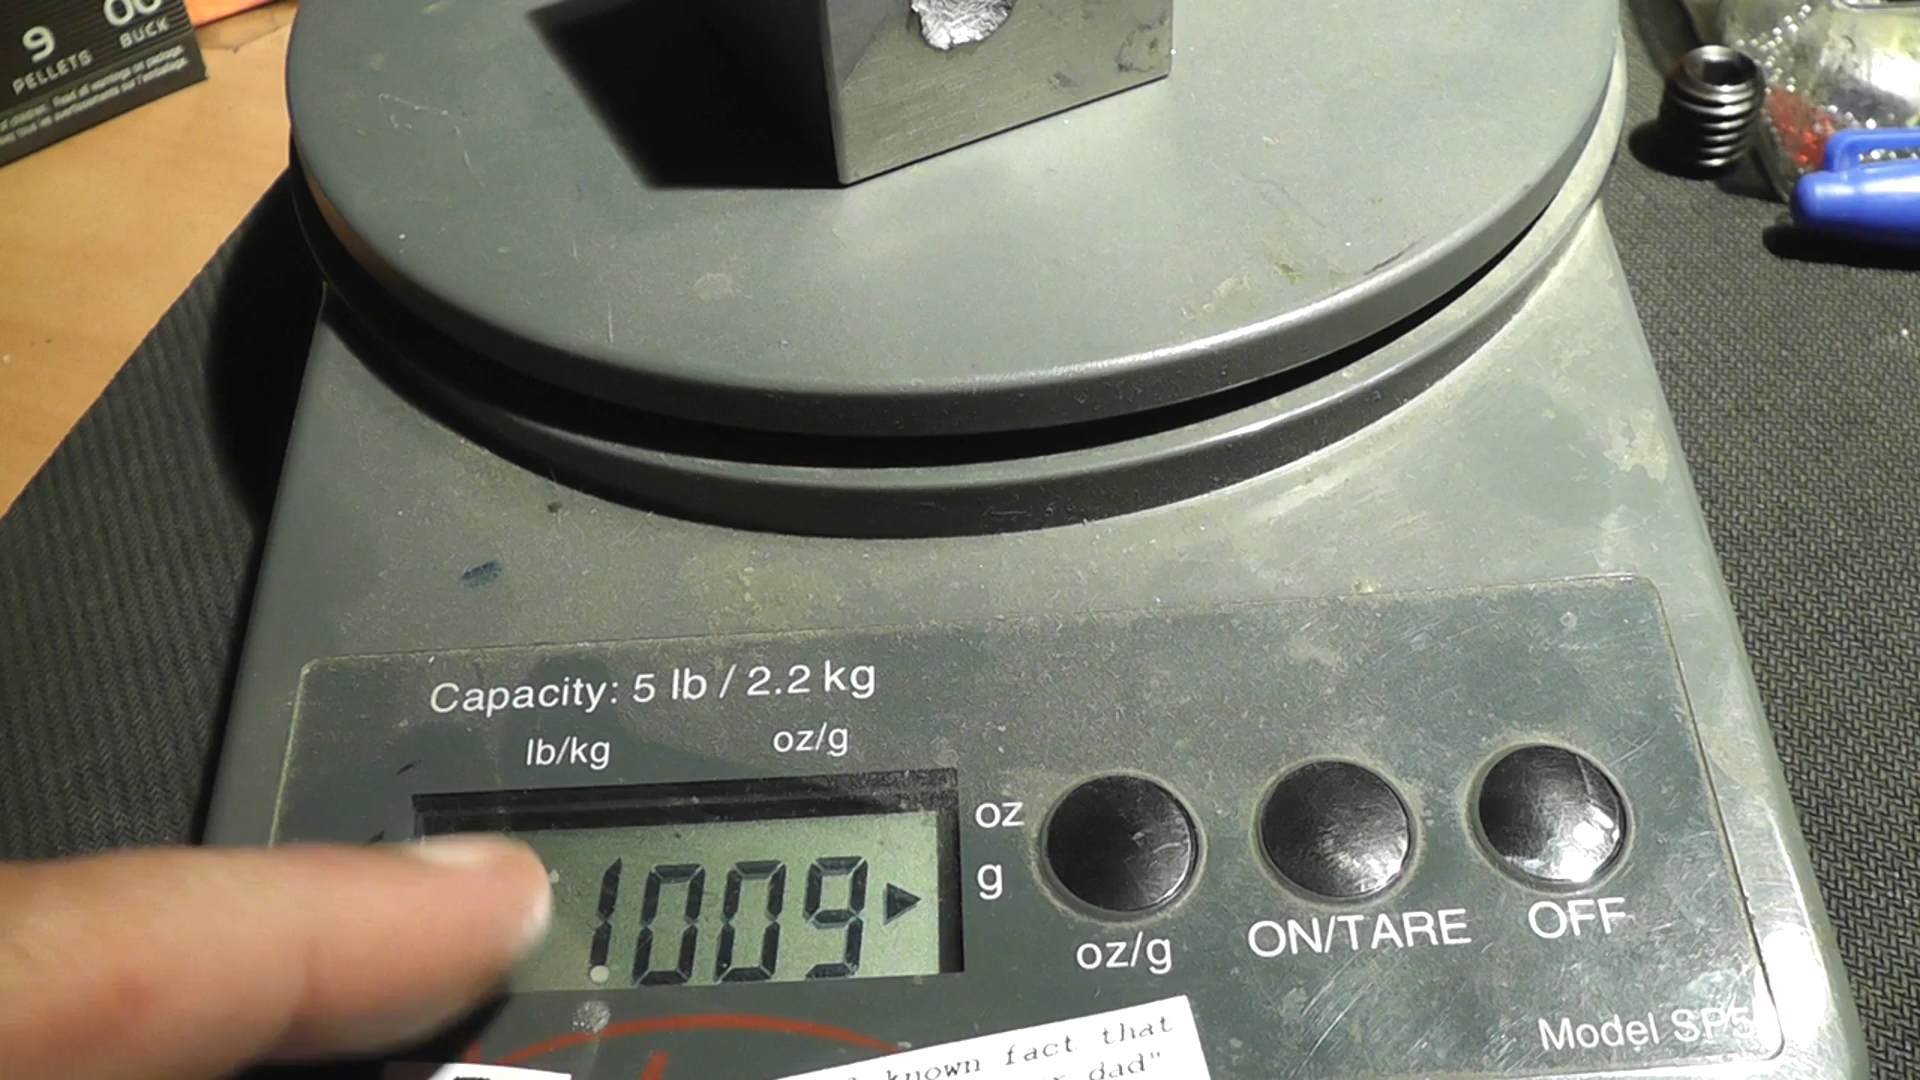 9 00
PELLETS BUCK
Capacity: 5 lb / 2.2 kg
lb/kg oz/g
1009
oz
g
oz/g ON/TARE OFF
Model SP5
known fact that
dad"